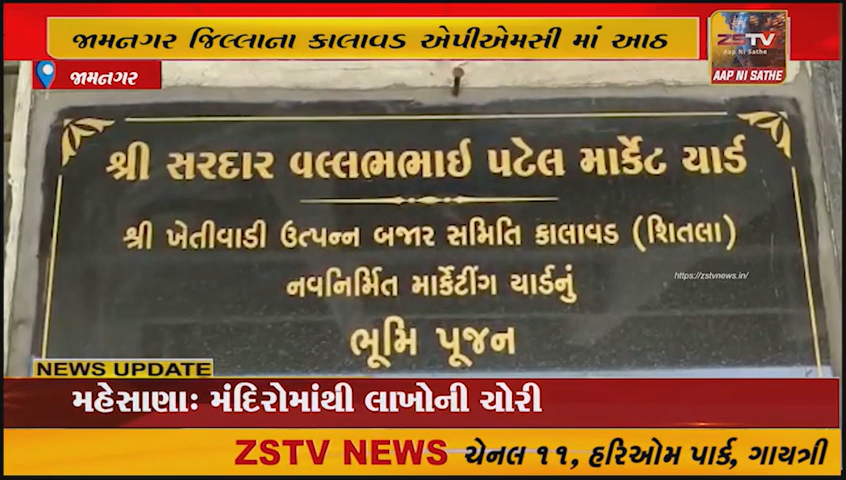 જામનગર જિલ્લાના કાલાવડ એપીએમસી માં આઠ
ZSTV
Aap Ni Sathe
AAP NI SATHE
જામનગર
શ્રી સરદાર વલ્લભભાઈ પટેલ માર્કેટ યાર્ડ
શ્રી ખેતીવાડી ઉત્પન્ન બજાર સમિતિ કાલાવડ (શિતલા)
https://zstvnews.in/
નવનિર્મિત માર્કેટીંગ યાર્ડનું
ભૂમિ પૂજન
NEWS UPDATE
મહેસાણાઃ મંદિરોમાંથી લાખોની ચોરી
ZSTV NEWS ચેનલ ૧૧, હરિઓમ પાર્ક, ગાયત્રી